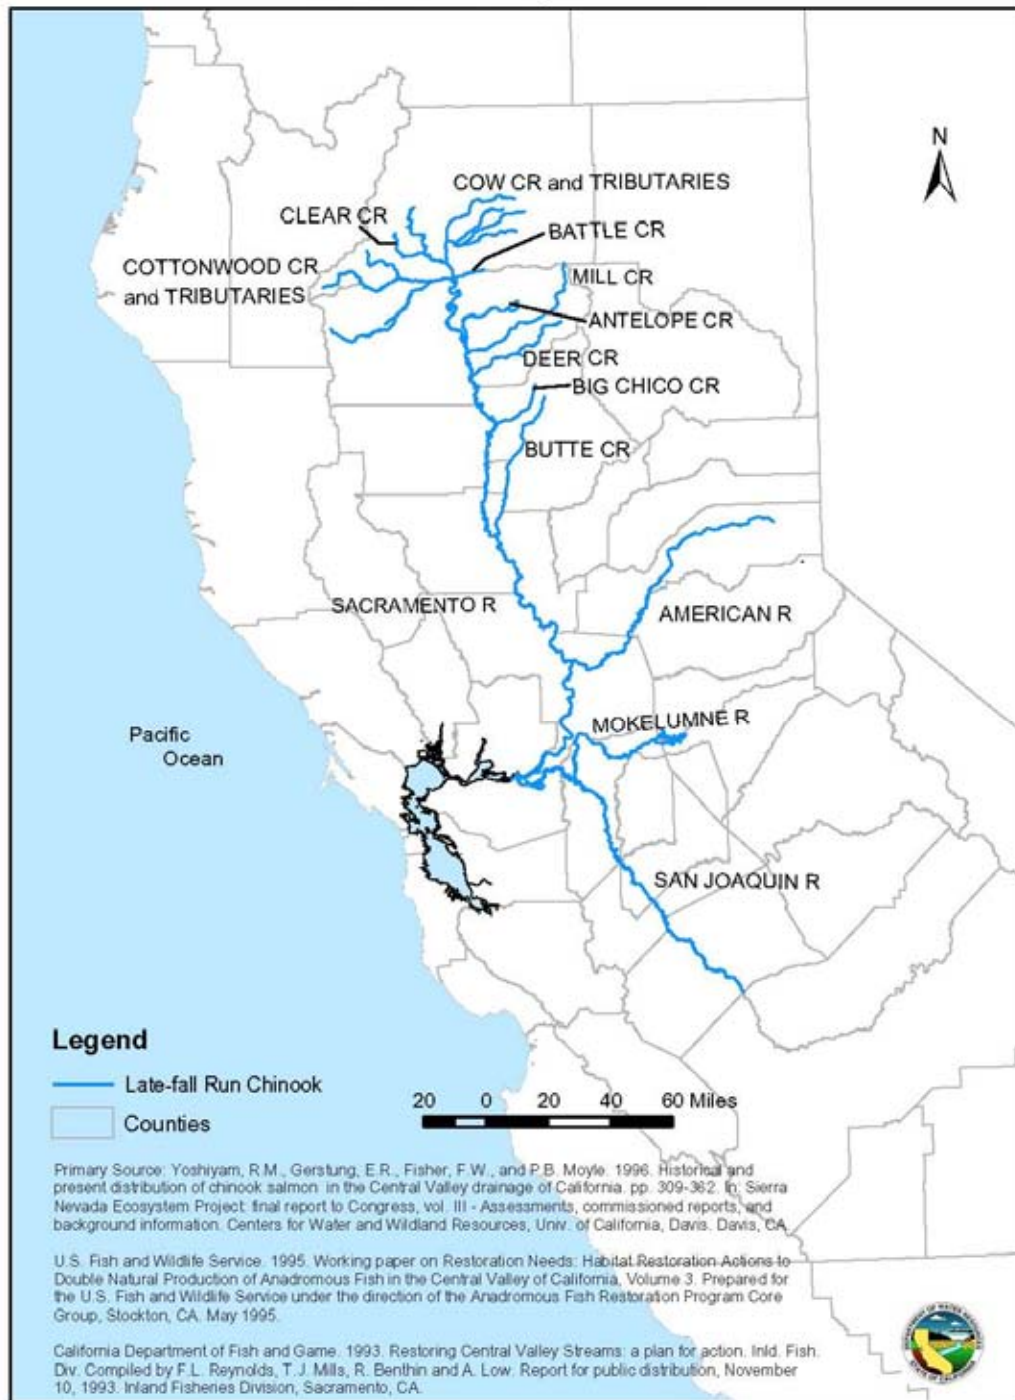 N
COW CR and TRIBUTARIES
CLEAR CR
BATTLE CR
COTTONWOOD CR
and TRIBUTARIES
MILL CR
ANTELOPE CR
DEER CR
BIG CHICO CR
BUTTE CR
SACRAMENTO R
AMERICAN R
MOKELUMNE R
Pacific
Ocean
SAN JOAQUIN R
Legend
Late-fall Run Chinook
Counties
20 0 20 40 60 Miles
Primary Source: Yoshiyam, R.M., Gerstung, E.R., Fisher, F.W., and P.B. Moyle. 1996. Historical and
present distribution of chinook salmon in the Central Valley drainage of California. pp. 309-362. In: Sierra
Nevada Ecosystem Project: final report to Congress, vol. III - Assessments, commissioned reports, and
background information. Centers for Water and Wildland Resources, Univ. of California, Davis. Davis, CA.
U.S. Fish and Wildlife Service. 1995. Working paper on Restoration Needs: Habitat Restoration Actions to
Double Natural Production of Anadromous Fish in the Central Valley of California, Volume 3. Prepared for
the U.S. Fish and Wildlife Service under the direction of the Anadromous Fish Restoration Program Core
Group, Stockton, CA. May 1995.
California Department of Fish and Game. 1993. Restoring Central Valley Streams: a plan for action. Inld. Fish.
Div. Compiled by F.L. Reynolds, T.J. Mills, R. Benthin and A. Low. Report for public distribution, November
10, 1993. Inland Fisheries Division, Sacramento, CA.
DEPARTMENT OF WATER RESOURCES
STATE OF CALIFORNIA